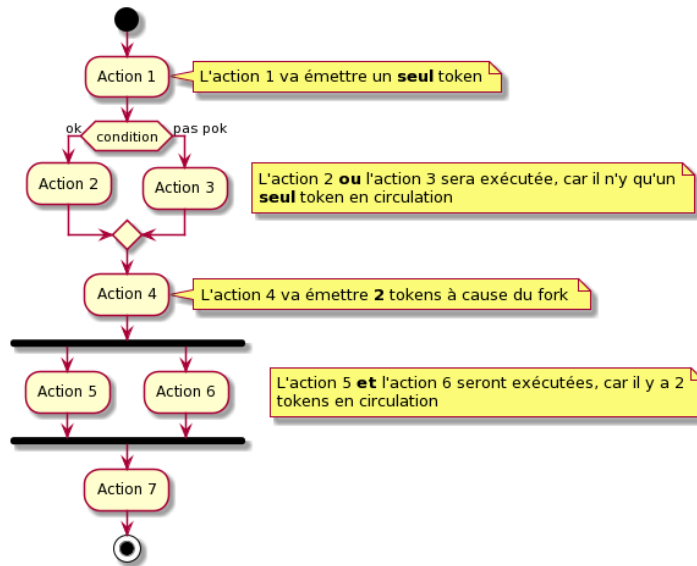 Action 1
L'action 1 va émettre un seul token
ok
condition
pas pok
Action 2
Action 3
L'action 2 ou l'action 3 sera exécutée, car il n'y qu'un
seul token en circulation
Action 4
L'action 4 va émettre 2 tokens à cause du fork
Action 5
Action 6
L'action 5 et l'action 6 seront exécutées, car il y a 2
tokens en circulation
Action 7